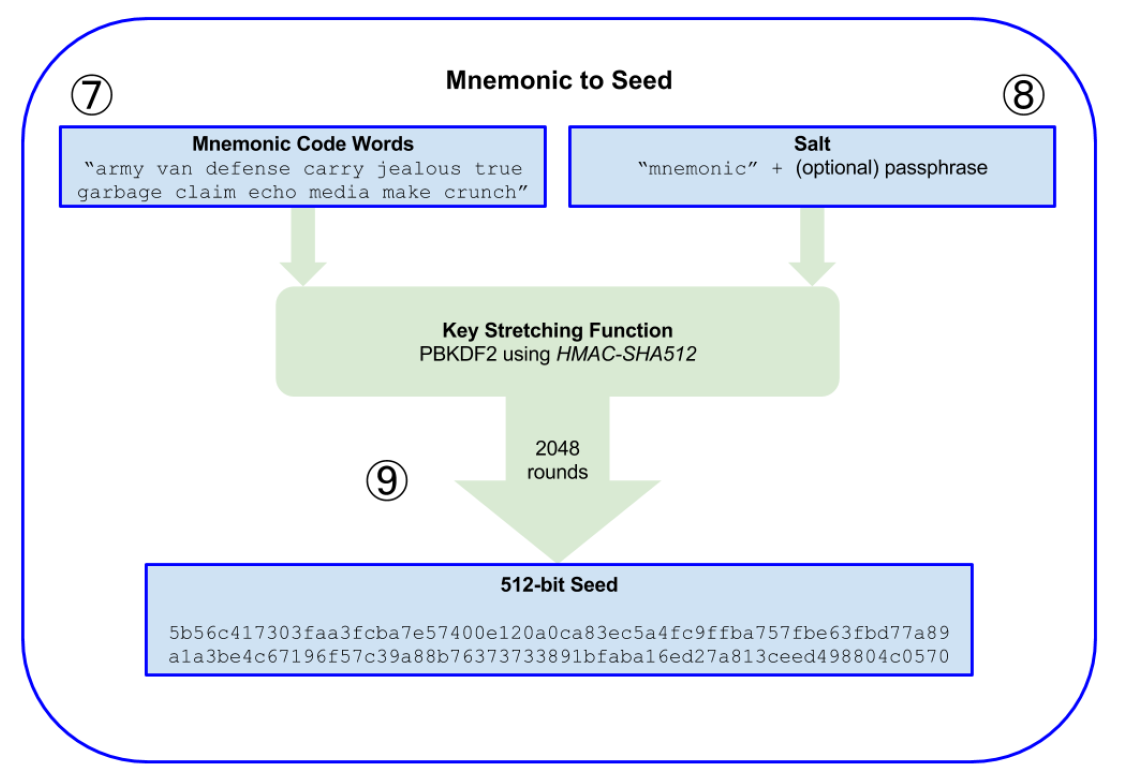 Mnemonic to Seed
⑦
⑧
Mnemonic Code Words
“army van defense carry jealous true
garbage claim echo media make crunch”
Salt
“mnemonic” + (optional) passphrase
Key Stretching Function
PBKDF2 using HMAC-SHA512
2048
rounds
⑨
512-bit Seed
5b56c417303faa3fcba7e57400e120a0ca83ec5a4fc9ffba757fbe63fbd77a89
a1a3be4c67196f57c39a88b76373733891bfaba16ed27a813ceed498804c0570